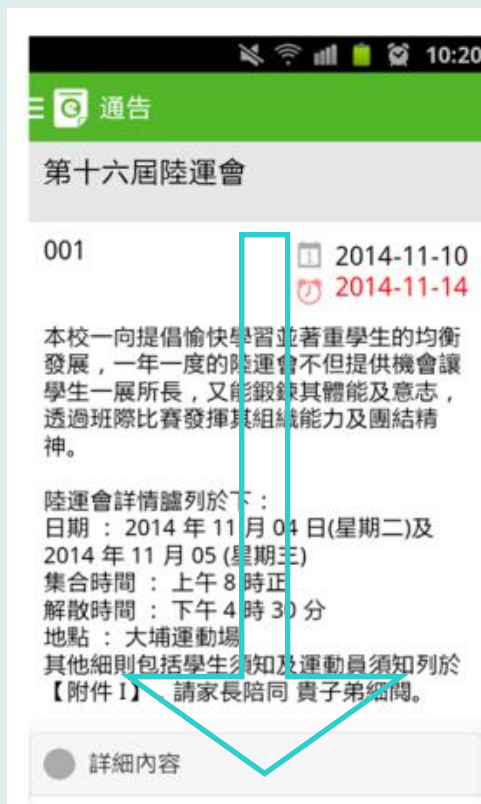 10:20
通告
第十六屆陸運會
001
2014-11-10
2014-11-14
本校一向提倡愉快學習並著重學生的均衡
發展，一年一度的陸運會不但提供機會讓
學生一展所長，又能鍛鍊其體能及意志，
透過班際比賽發揮其組織能力及團結精
神。
陸運會詳情臚列於下：
日期 ： 2014 年 11 月 04 日(星期二)及
2014 年 11 月 05 (星期三)
集合時間 ： 上午 8 時正
解散時間 ： 下午 4 時 30 分
地點 ： 大埔運動場
其他細則包括學生須知及運動員須知列於
【附件 I】，請家長陪同 貴子弟細閱。
詳細內容